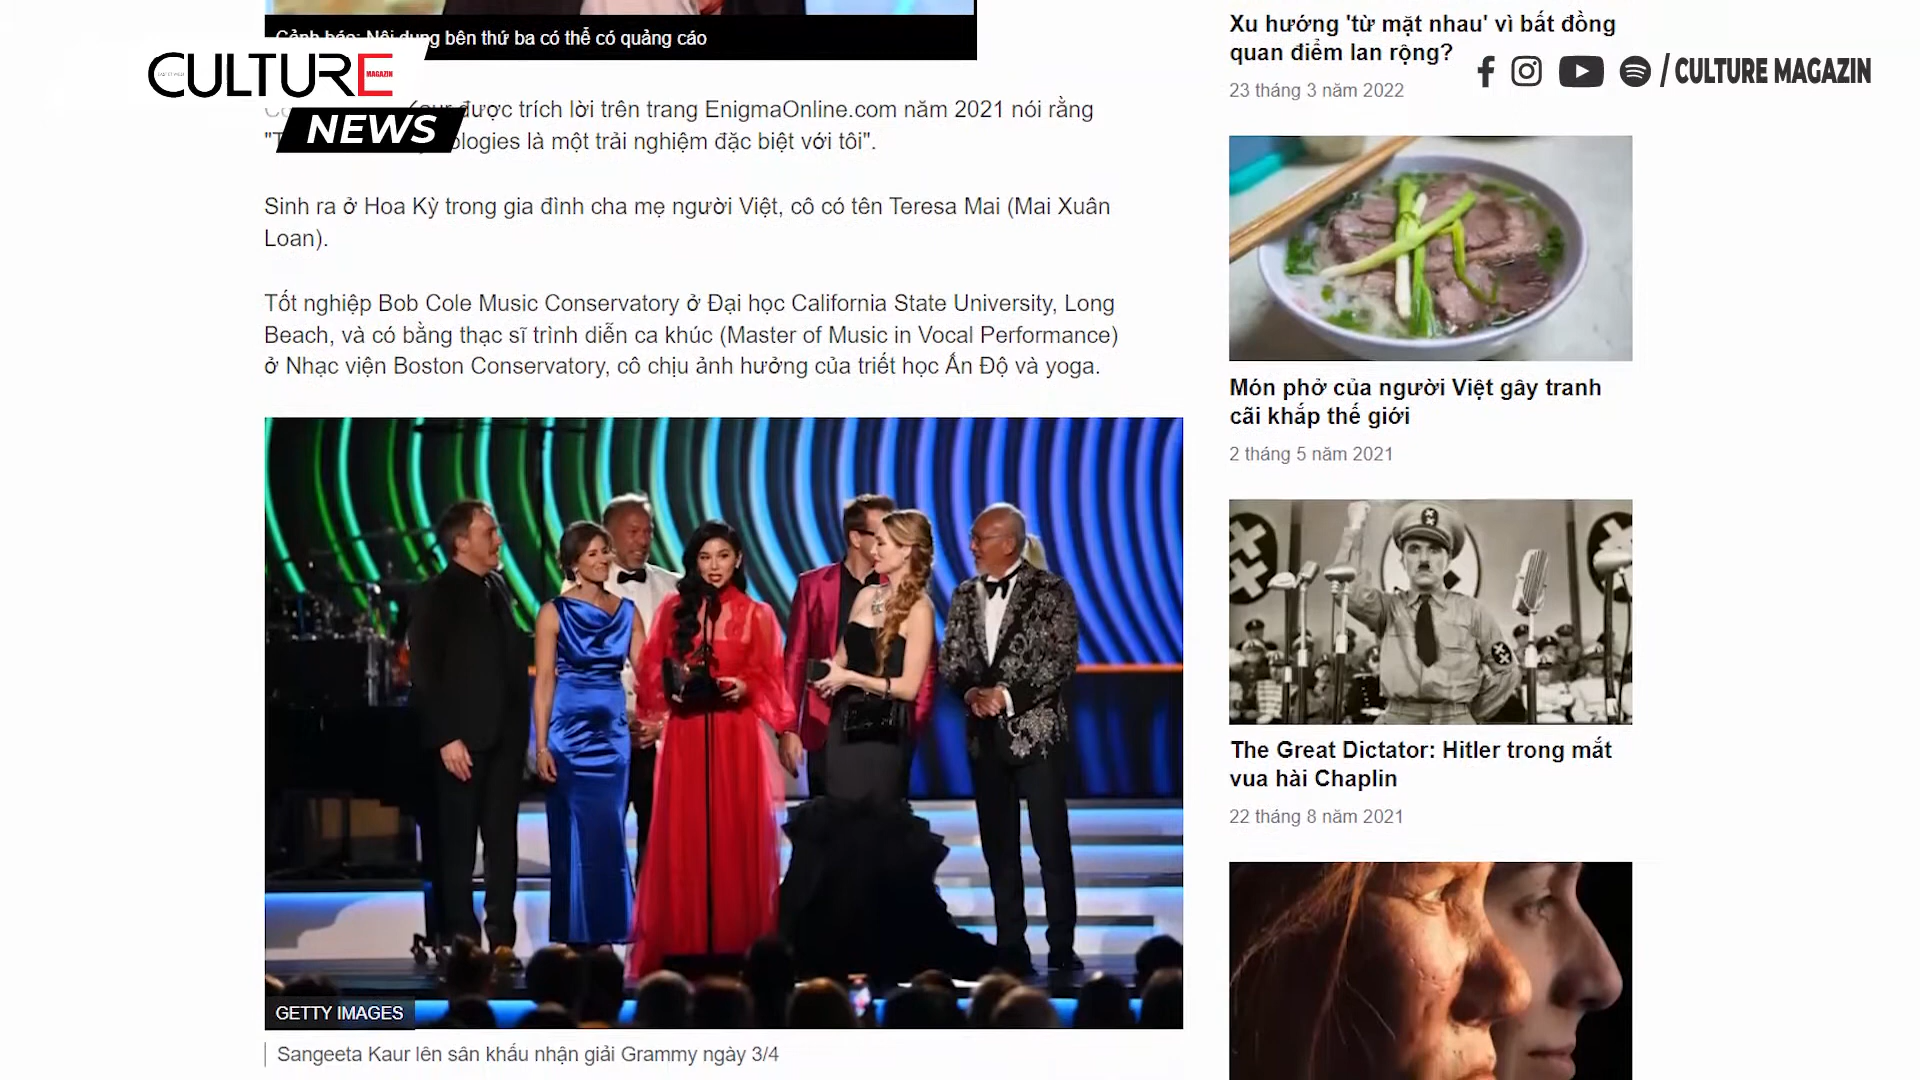 Cảnh báo: Nội dung bên thứ ba có thể có quảng cáo
CULTURE
MAGAZIN
NEWS
Kaur được trích lời trên trang EnigmaOnline.com năm 2021 nói rằng
ologies là một trải nghiệm đặc biệt với tôi".
Sinh ra ở Hoa Kỳ trong gia đình cha mẹ người Việt, cô có tên Teresa Mai (Mai Xuân
Loan).
Tốt nghiệp Bob Cole Music Conservatory ở Đại học California State University, Long
Beach, và có bằng thạc sĩ trình diễn ca khúc (Master of Music in Vocal Performance)
ở Nhạc viện Boston Conservatory, cô chịu ảnh hưởng của triết học Ấn Độ và yoga.
GETTY IMAGES
Sangeeta Kaur lên sân khấu nhận giải Grammy ngày 3/4
Xu hướng 'từ mặt nhau' vì bất đồng
quan điểm lan rộng?
23 tháng 3 năm 2022
/ CULTURE MAGAZIN
Món phở của người Việt gây tranh
cãi khắp thế giới
2 tháng 5 năm 2021
The Great Dictator: Hitler trong mắt
vua hài Chaplin
22 tháng 8 năm 2021